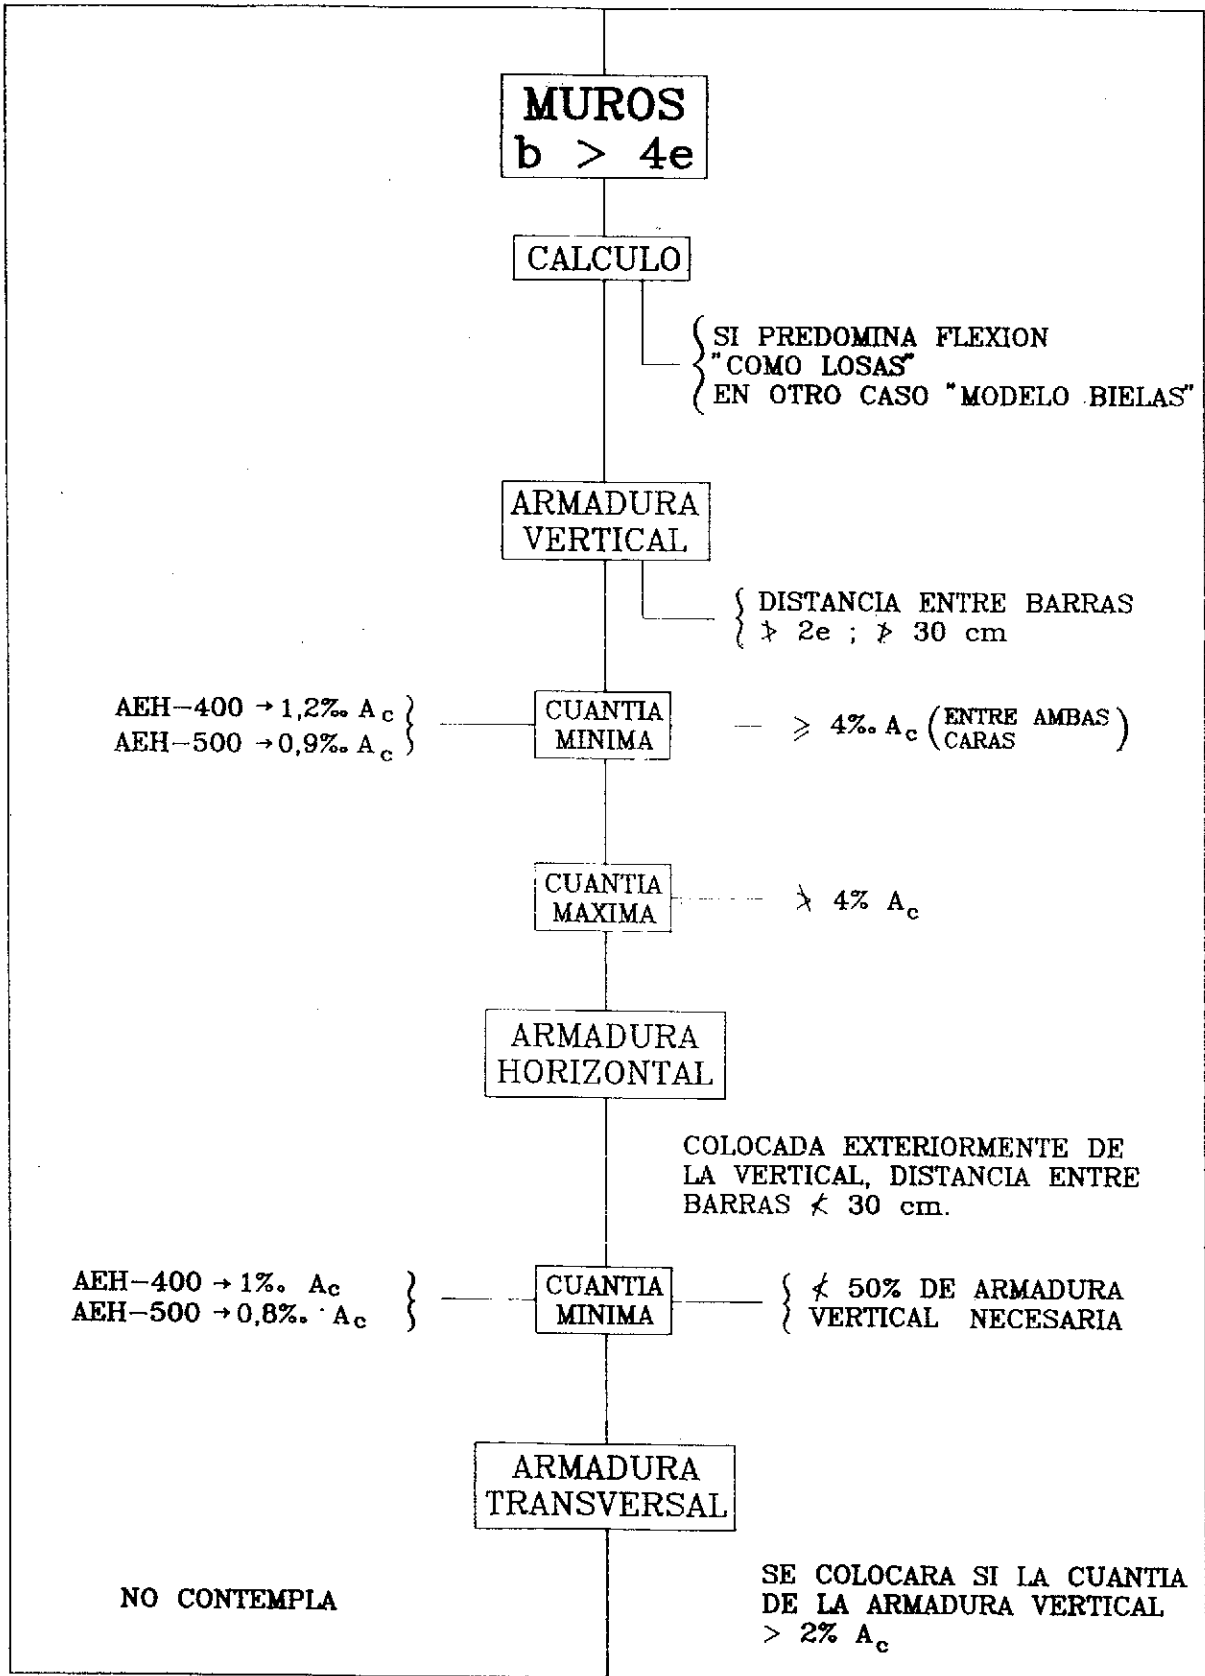 MUROS
b > 4e
CALCULO
SI PREDOMINA FLEXION
"COMO LOSAS"
EN OTRO CASO "MODELO BIELAS"
ARMADURA
VERTICAL
DISTANCIA ENTRE BARRAS
≯ 2e ; ≯ 30 cm
AEH-400 → 1,2‰ Ac
AEH-500 → 0,9‰ Ac
CUANTIA
MINIMA
⩾ 4‰ Ac (ENTRE AMBAS
CARAS)
CUANTIA
MAXIMA
≯ 4% Ac
ARMADURA
HORIZONTAL
COLOCADA EXTERIORMENTE DE
LA VERTICAL, DISTANCIA ENTRE
BARRAS ≮ 30 cm.
AEH-400 → 1‰ Ac
AEH-500 → 0,8‰ Ac
CUANTIA
MINIMA
≮ 50% DE ARMADURA
VERTICAL NECESARIA
ARMADURA
TRANSVERSAL
NO CONTEMPLA
SE COLOCARA SI LA CUANTIA
DE LA ARMADURA VERTICAL
> 2% Ac